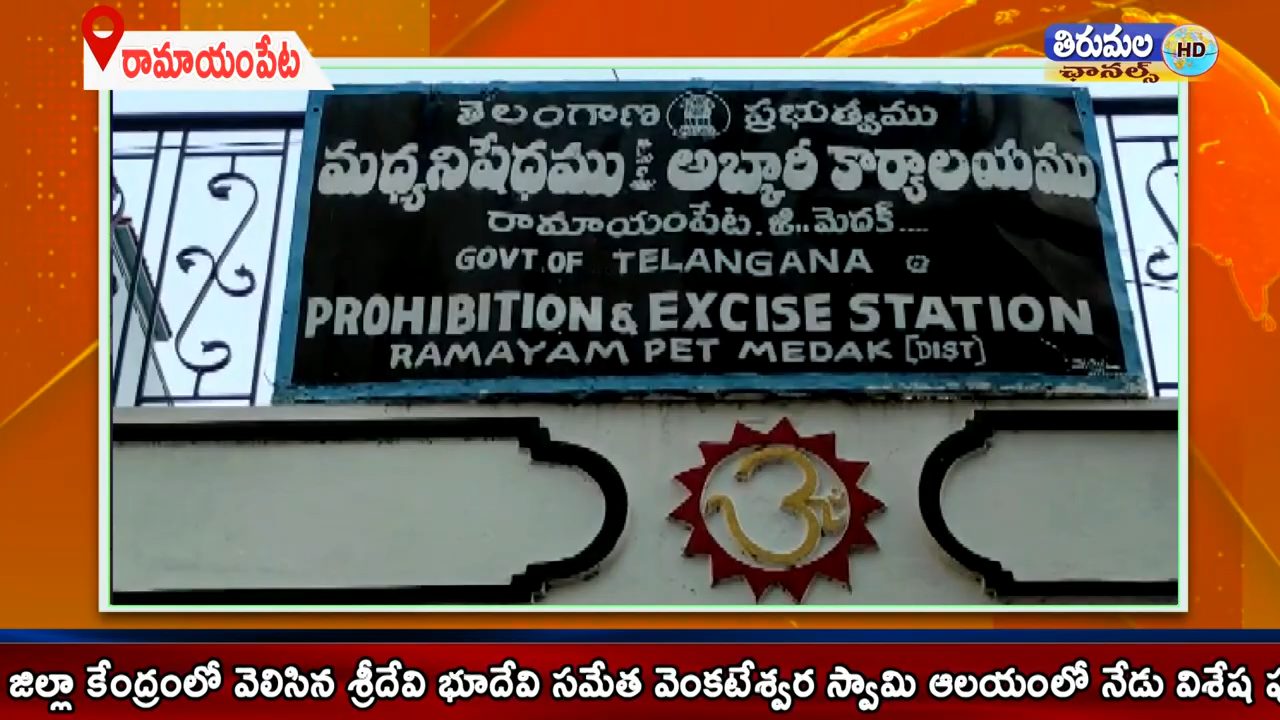 రామాయంపేట
తిరుమల HD
ఛానల్స్
తెలంగాణ ప్రభుత్వము
మధ్యనిషేధము అబ్కారీ కార్యాలయము
రామాయంపేట. జి.. మెదక్....
GOVT.OF TELANGANA
PROHIBITION & EXCISE STATION
RAMAYAM PET MEDAK [DIST]
జిల్లా కేంద్రంలో వెలిసిన శ్రీదేవి భూదేవి సమేత వెంకటేశ్వర స్వామి ఆలయంలో నేడు విశేష